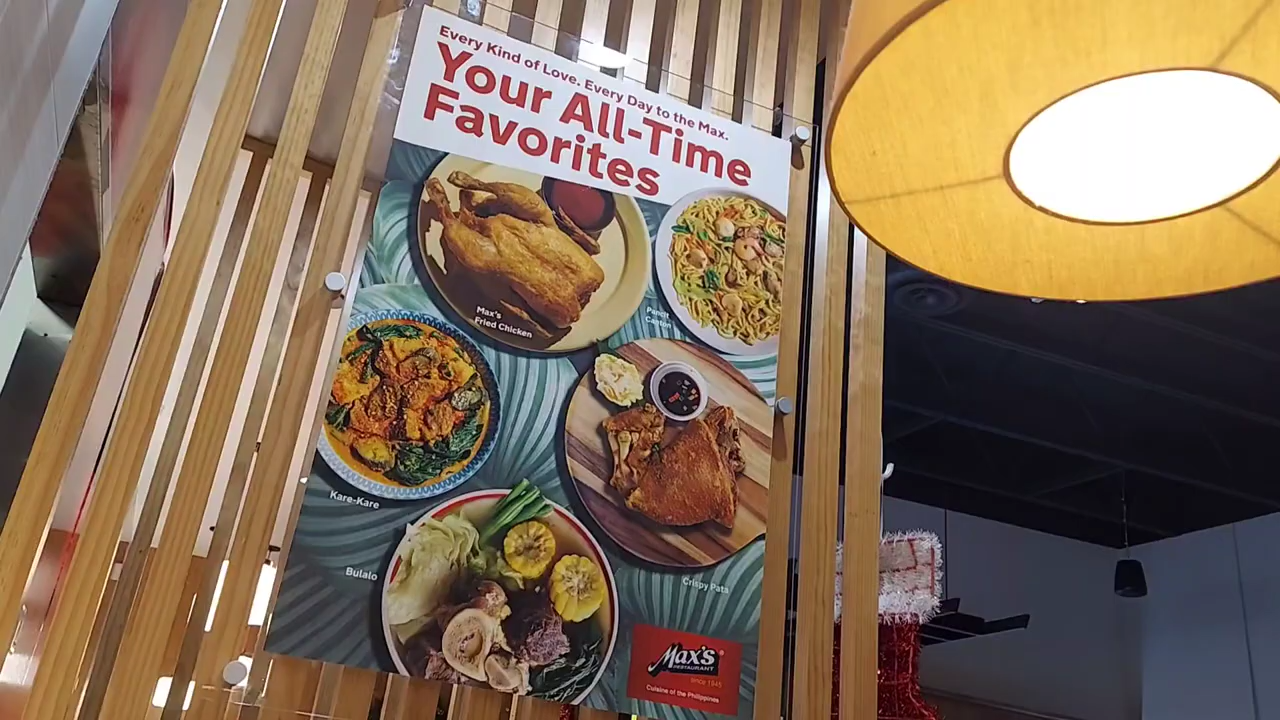 Every Kind of Love. Every Day to the Max.
Your All-Time
Favorites
Max's
Fried Chicken
Pancit
Canton
Kare-Kare
Bulalo
Crispy Pata
MAX'S
RESTAURANT
since 1945
Cuisine of the Philippines